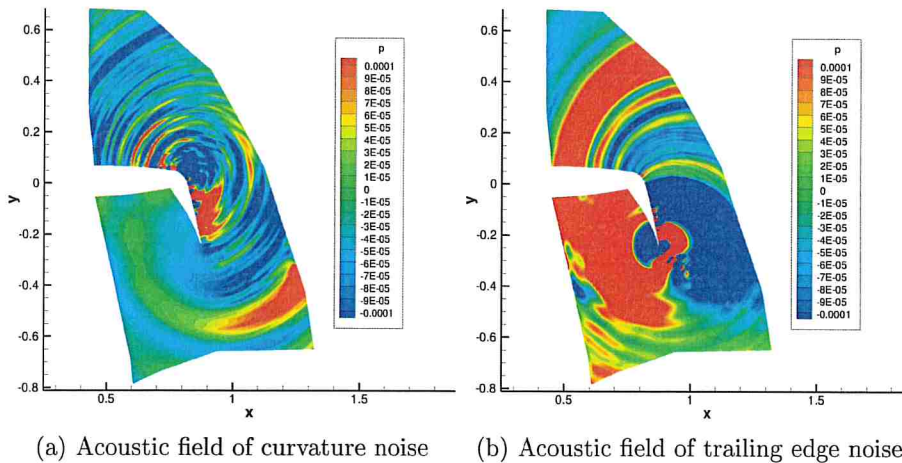 p
0.0001
9E-05
8E-05
7E-05
6E-05
5E-05
4E-05
3E-05
2E-05
1E-05
0
-1E-05
-2E-05
-3E-05
-4E-05
-5E-05
-6E-05
-7E-05
-8E-05
-9E-05
-0.0001
0.6
0.4
0.2
0
-0.2
-0.4
-0.6
-0.8
y
0.5
1
1.5
x
(a) Acoustic field of curvature noise
p
0.0001
9E-05
8E-05
7E-05
6E-05
5E-05
4E-05
3E-05
2E-05
1E-05
0
-1E-05
-2E-05
-3E-05
-4E-05
-5E-05
-6E-05
-7E-05
-8E-05
-9E-05
-0.0001
0.6
0.4
0.2
0
-0.2
-0.4
-0.6
-0.8
y
0.5
1
1.5
x
(b) Acoustic field of trailing edge noise